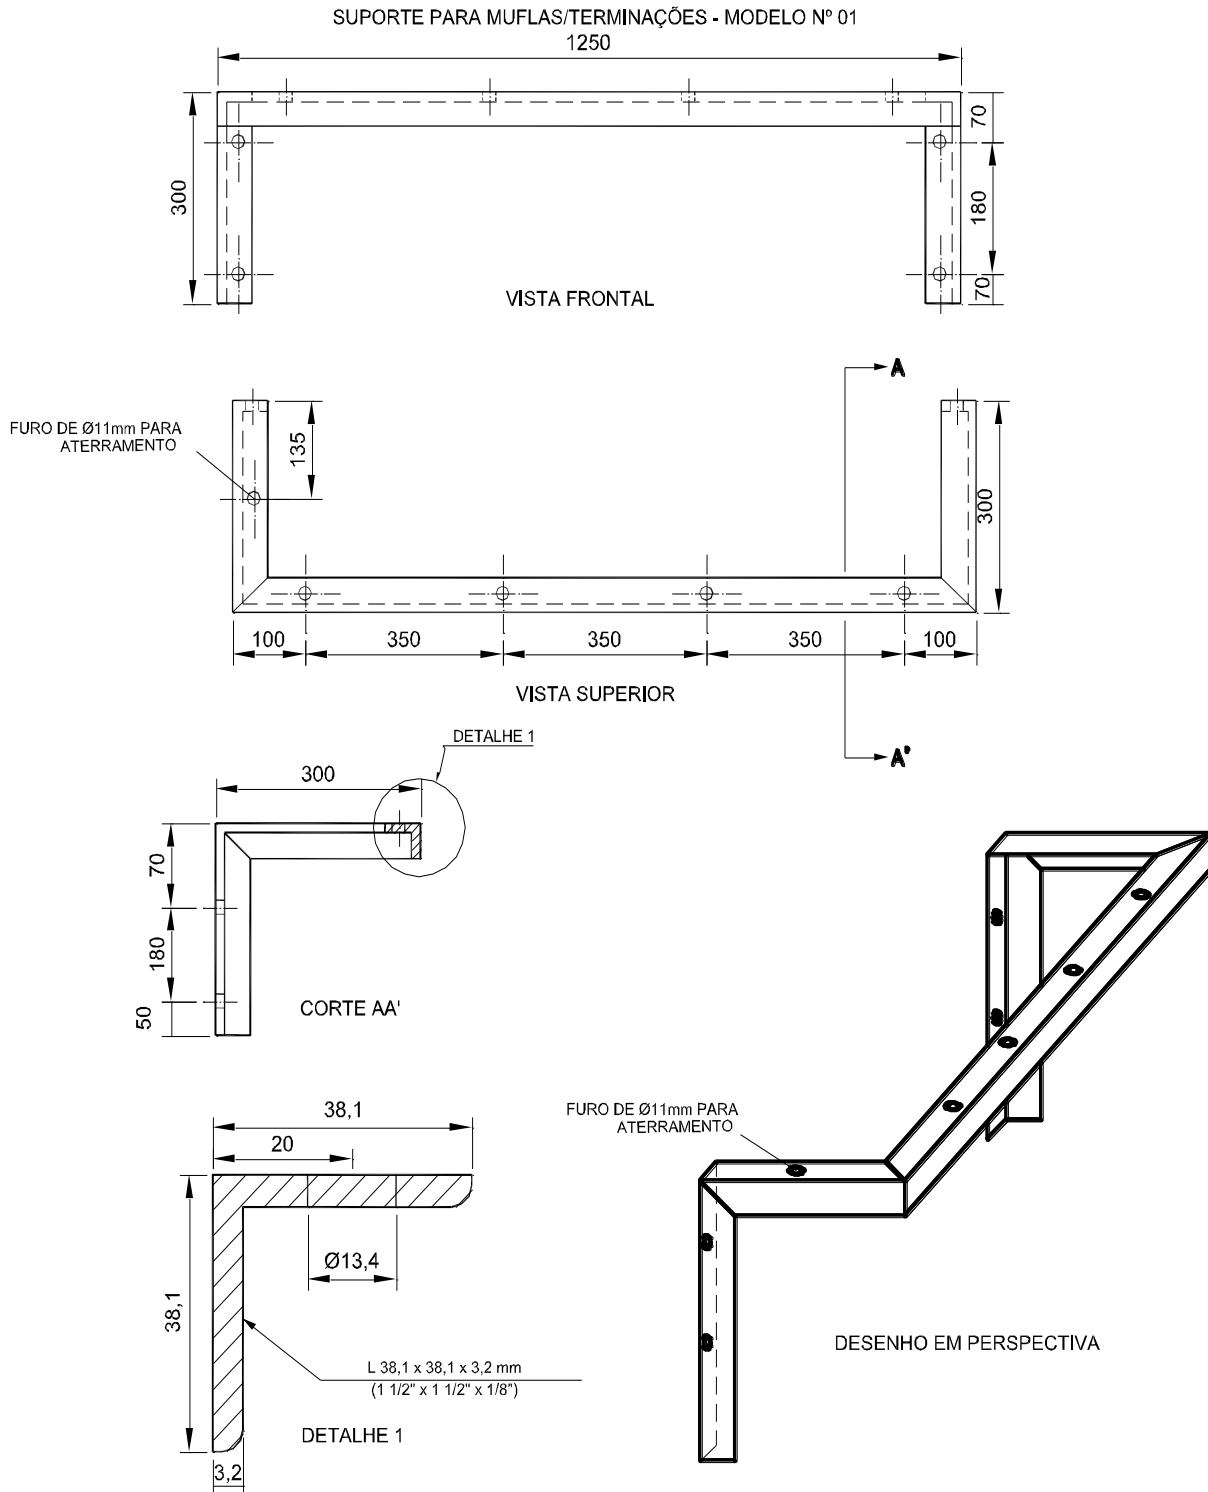 SUPORTE PARA MUFLAS/TERMINAÇÕES - MODELO Nº 01
1250
300
70
180
70
VISTA FRONTAL
A
FURO DE Ø11mm PARA
ATERRAMENTO
135
300
100
350
350
350
100
VISTA SUPERIOR
A'
DETALHE 1
300
70
180
50
CORTE AA'
38,1
20
Ø13,4
38,1
L 38,1 x 38,1 x 3,2 mm
(1 1/2" x 1 1/2" x 1/8")
DETALHE 1
3,2
FURO DE Ø11mm PARA
ATERRAMENTO
DESENHO EM PERSPECTIVA